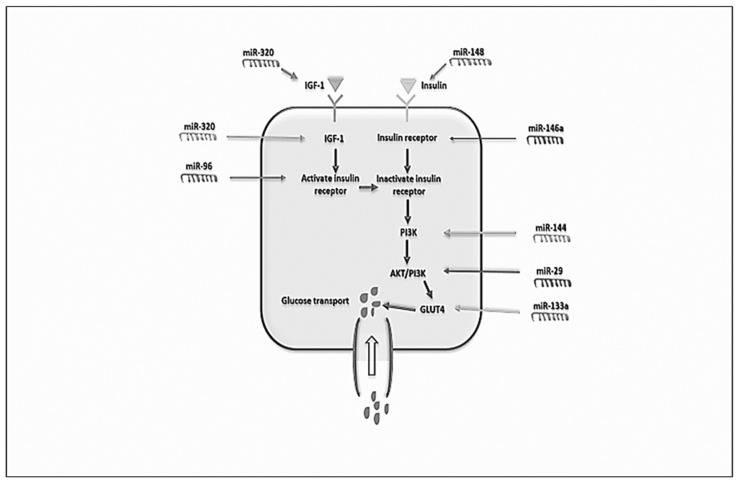 miR-320
miR-148
IGF-1
Insulin
miR-320
IGF-1
Insulin receptor
miR-146a
miR-96
Activate insulin
receptor
Inactivate insulin
receptor
PI3K
miR-144
AKT/PI3K
miR-29
Glucose transport
GLUT4
miR-133a